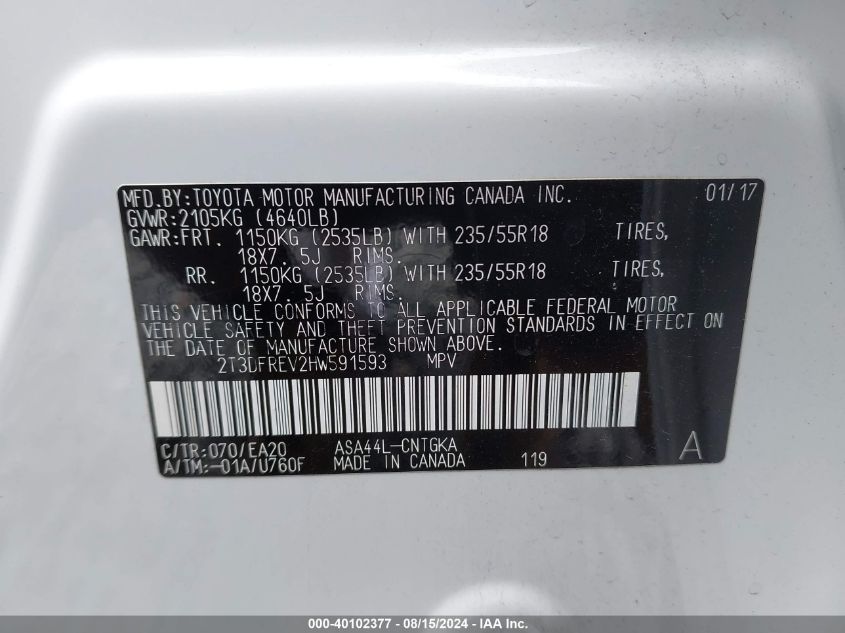 MFD.BY:TOYOTA MOTOR MANUFACTURING CANADA INC. 01/17
GVWR:2105KG (4640LB)
GAWR:FRT. 1150KG (2535LB) WITH 235/55R18 TIRES,
18X7.5J RIMS.
RR. 1150KG (2535LB) WITH 235/55R18 TIRES,
18X7.5J RIMS.
THIS VEHICLE CONFORMS TO ALL APPLICABLE FEDERAL MOTOR
VEHICLE SAFETY AND THEFT PREVENTION STANDARDS IN EFFECT ON
THE DATE OF MANUFACTURE SHOWN ABOVE.
2T3DFREV2HW591593 MPV
C/TR:070/EA20 ASA44L-CNTGKA A
A/TM:-01A/U760F MADE IN CANADA 119
000-40102377 - 08/15/2024 - IAA Inc.